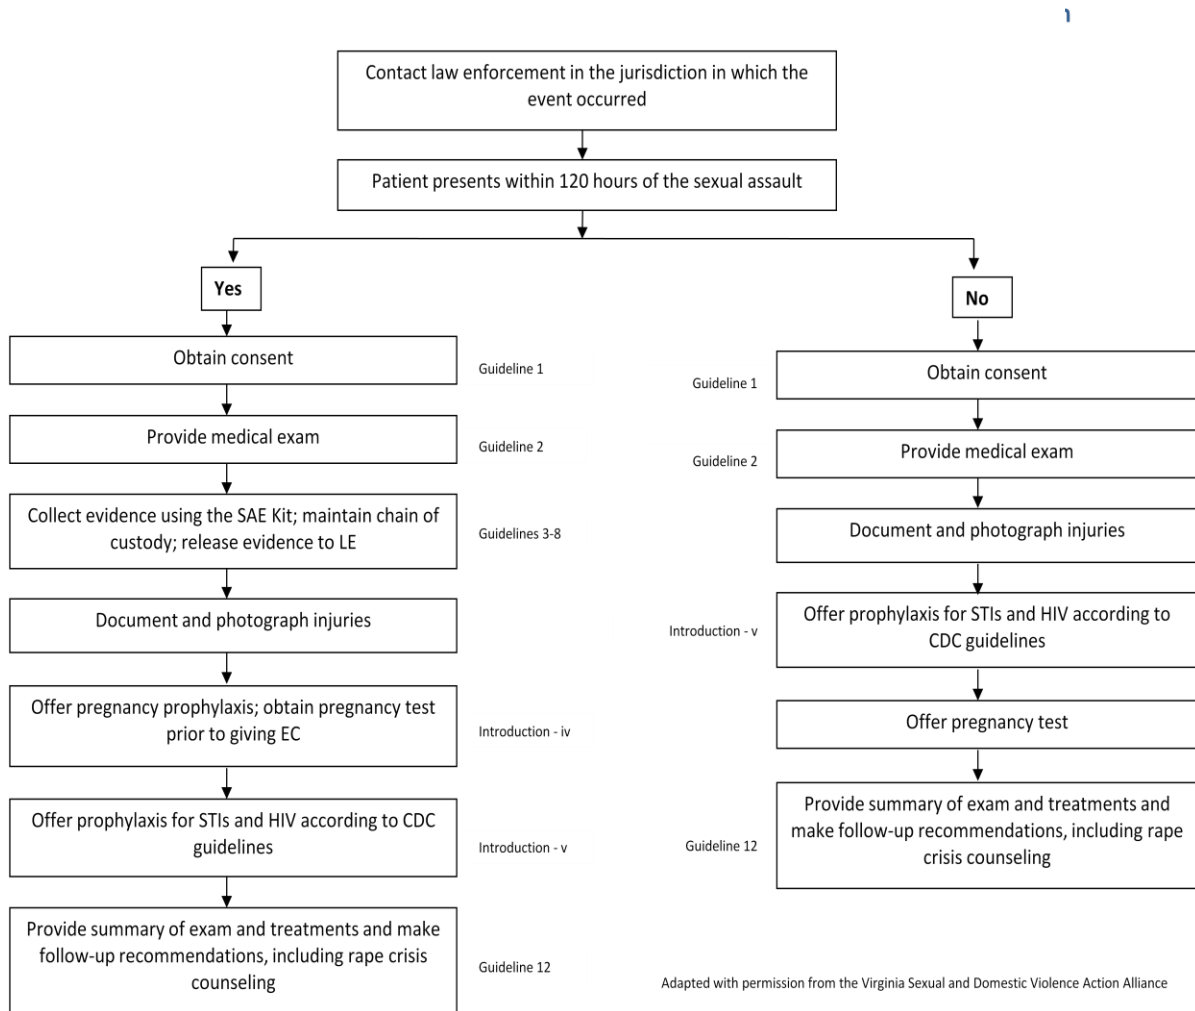 Contact law enforcement in the jurisdiction in which the
event occurred
Patient presents within 120 hours of the sexual assault
Yes
Obtain consent
Guideline 1
Provide medical exam
Guideline 2
Collect evidence using the SAE Kit; maintain chain of
custody; release evidence to LE
Guidelines 3-8
Document and photograph injuries
Offer pregnancy prophylaxis; obtain pregnancy test
prior to giving EC
Introduction - iv
Offer prophylaxis for STIs and HIV according to CDC
guidelines
Introduction - v
Provide summary of exam and treatments and make
follow-up recommendations, including rape crisis
counseling
Guideline 12
No
Obtain consent
Guideline 1
Provide medical exam
Guideline 2
Document and photograph injuries
Offer prophylaxis for STIs and HIV according to
CDC guidelines
Introduction - v
Offer pregnancy test
Provide summary of exam and treatments and
make follow-up recommendations, including rape
crisis counseling
Guideline 12
Adapted with permission from the Virginia Sexual and Domestic Violence Action Alliance